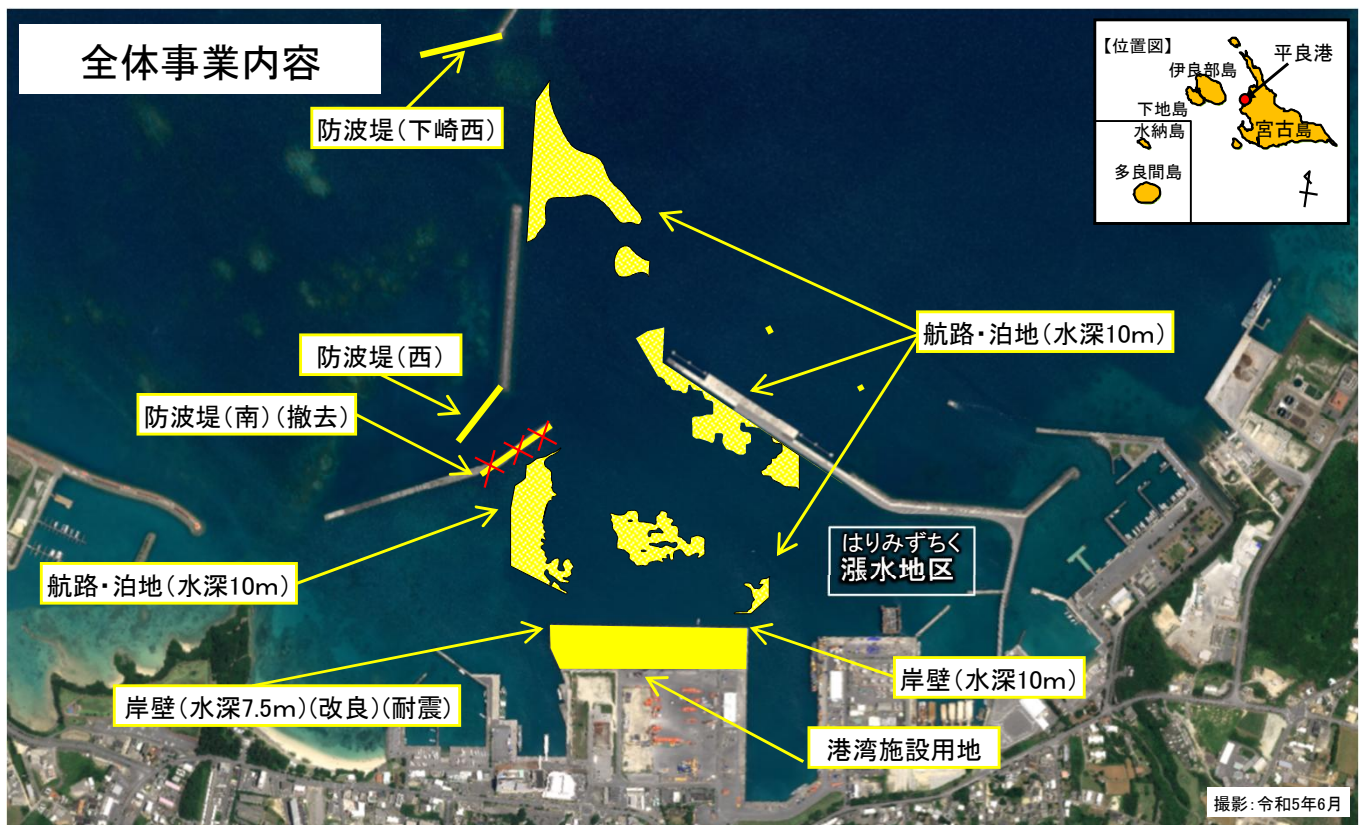 全体事業内容
防波堤(下崎西)
【位置図】
平良港
伊良部島
下地島
水納島
宮古島
多良間島
航路・泊地(水深10m)
防波堤(西)
防波堤(南)(撤去)
はりみずちく
漲水地区
航路・泊地(水深10m)
岸壁(水深7.5m)(改良)(耐震)
岸壁(水深10m)
港湾施設用地
撮影:令和5年6月